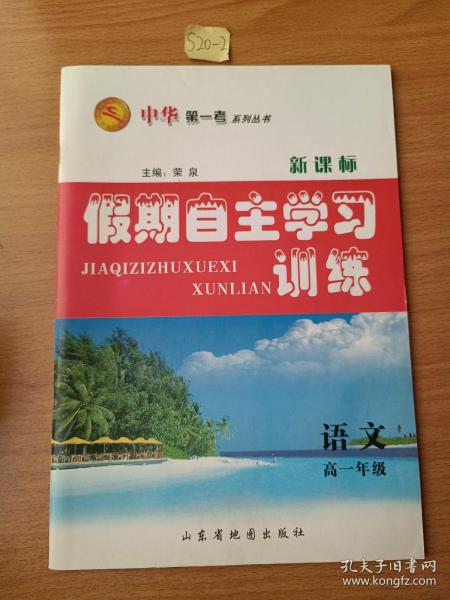 S20-2
中华 第一考 系列丛书
主编：荣泉
新课标
假期自主学习
JIAQIZIZHUXUEXI
XUNLIAN
训练
语文
高一年级
山东省地图出版社
孔夫子旧书网
www.kongfz.com